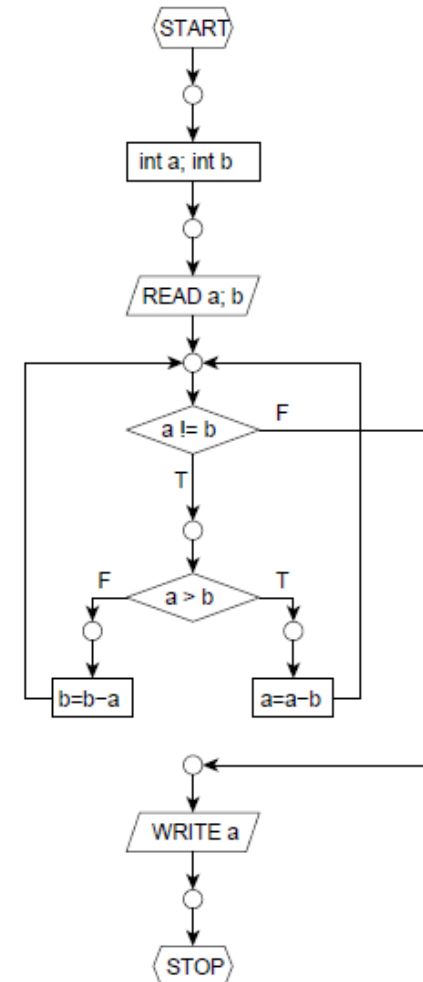 START
int a; int b
READ a; b
a != b
F
T
a > b
F
T
b=b−a
a=a−b
WRITE a
STOP